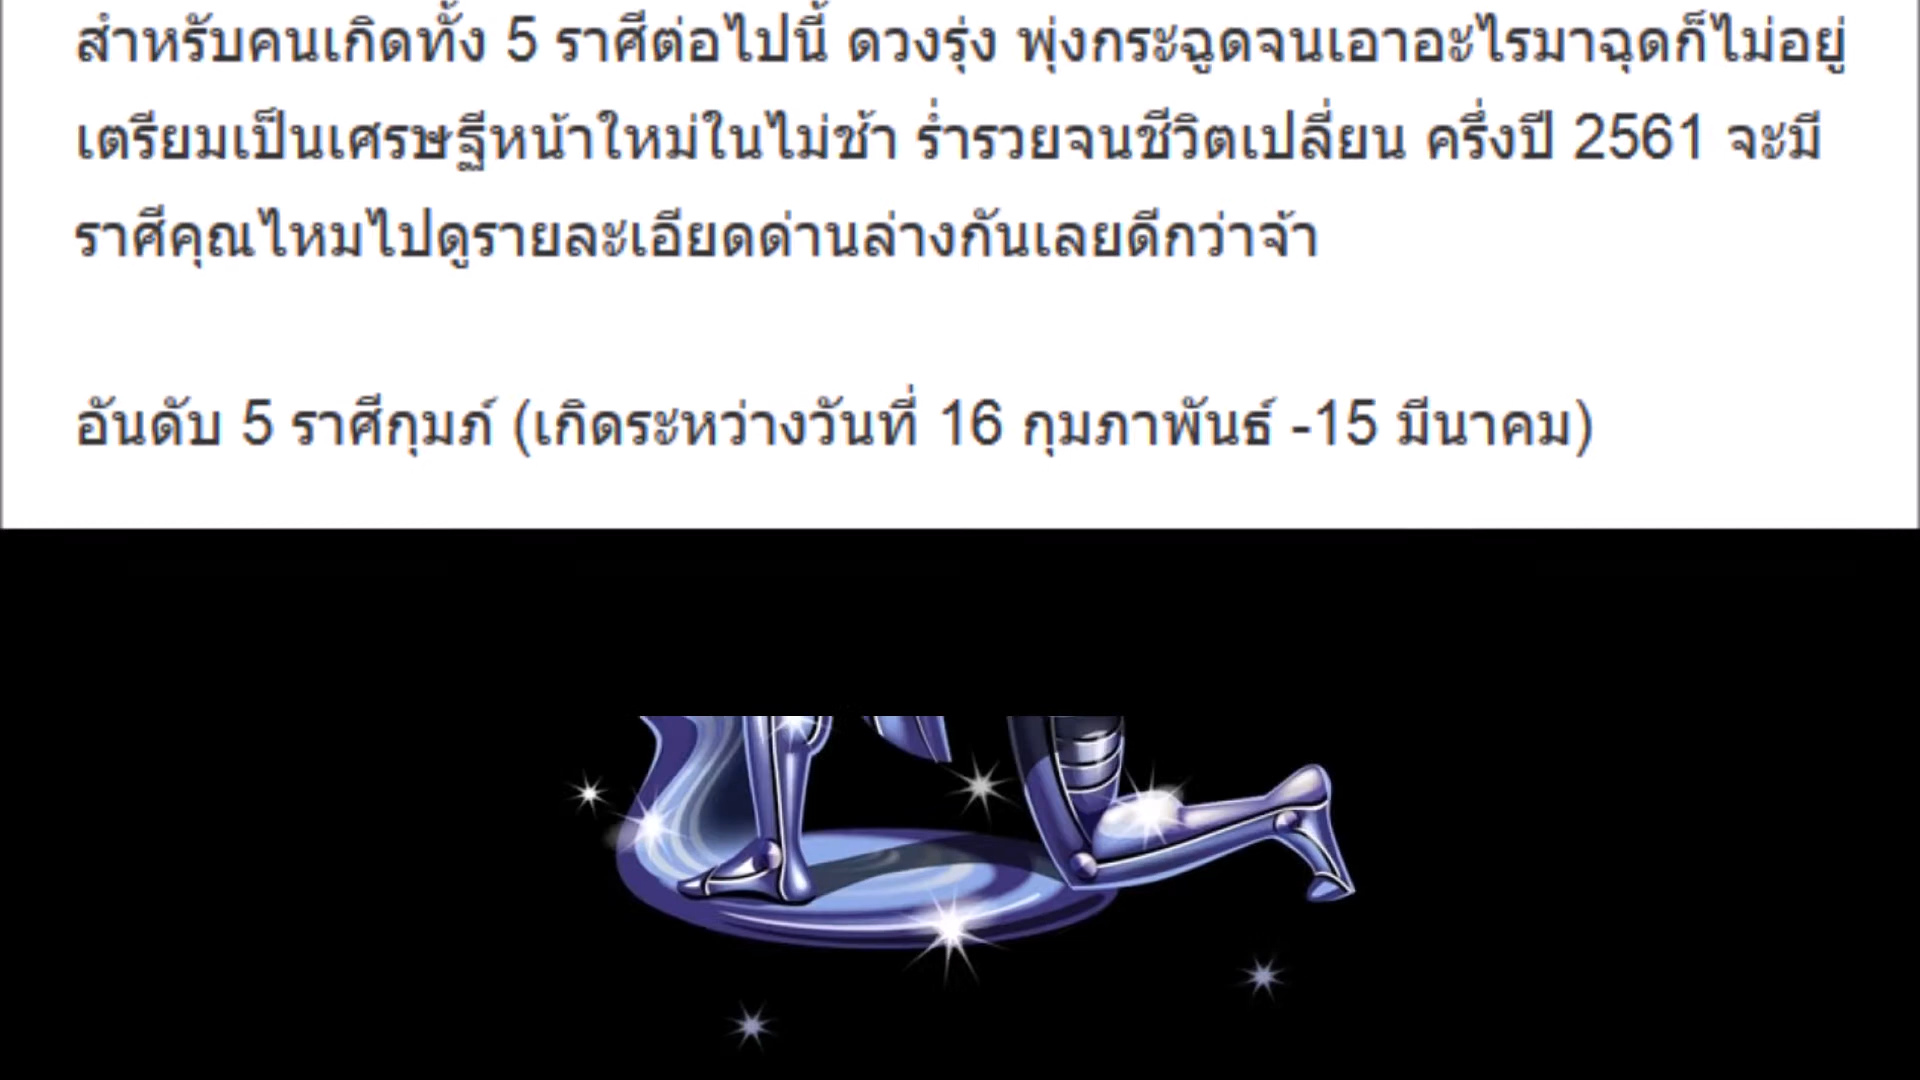 สำหรับคนเกิดทั้ง 5 ราศีต่อไปนี้ ดวงรุ่ง พุ่งกระฉูดจนเอาอะไรมาฉุดก็ไม่อยู่
เตรียมเป็นเศรษฐีหน้าใหม่ในไม่ช้า ร่ำรวยจนชีวิตเปลี่ยน ครึ่งปี 2561 จะมี
ราศีคุณไหมไปดูรายละเอียดด่านล่างกันเลยดีกว่าจ้า
อันดับ 5 ราศีกุมภ์ (เกิดระหว่างวันที่ 16 กุมภาพันธ์ -15 มีนาคม)